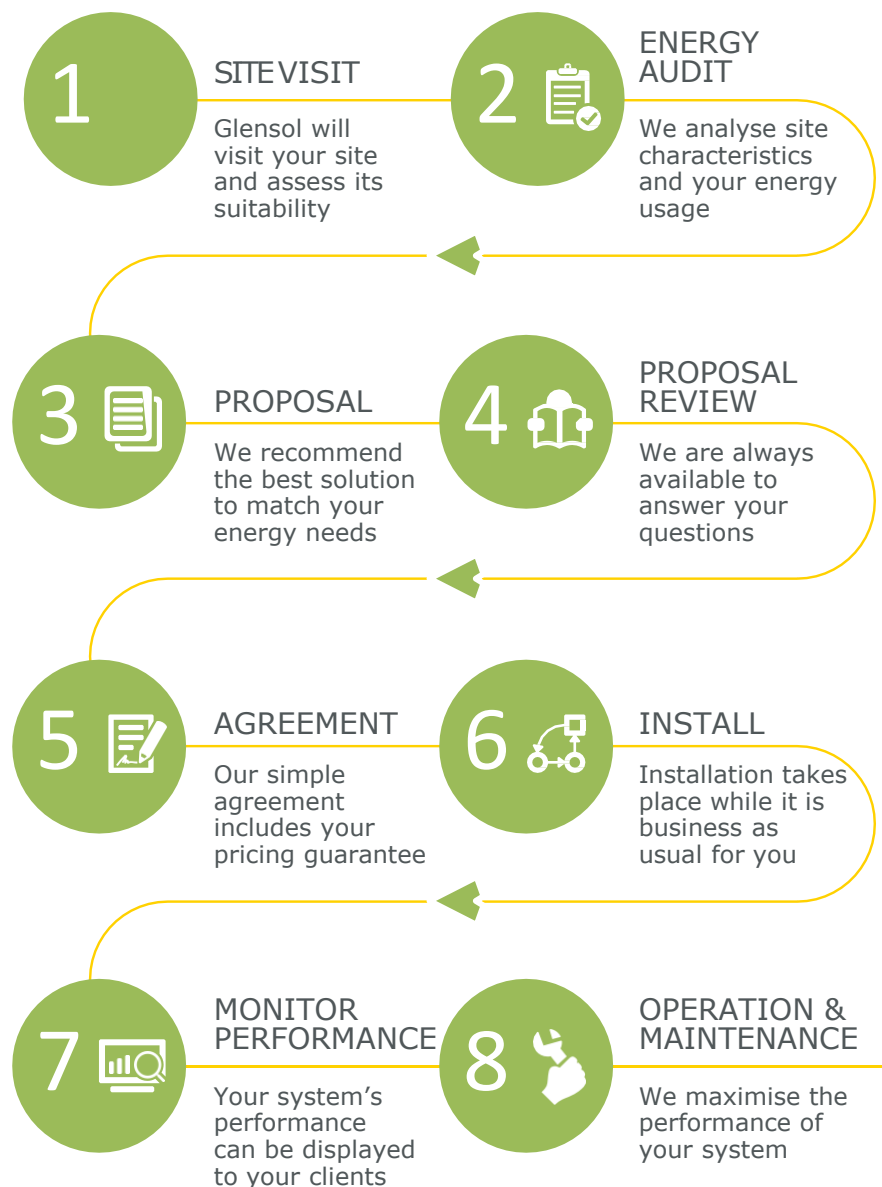 1
SITE VISIT
Glensol will
visit your site
and assess its
suitability
2
ENERGY
AUDIT
We analyse site
characteristics
and your energy
usage
3
PROPOSAL
We recommend
the best solution
to match your
energy needs
4
PROPOSAL
REVIEW
We are always
available to
answer your
questions
5
AGREEMENT
Our simple
agreement
includes your
pricing guarantee
6
INSTALL
Installation takes
place while it is
business as
usual for you
7
MONITOR
PERFORMANCE
Your system’s
performance
can be displayed
to your clients
8
OPERATION &
MAINTENANCE
We maximise the
performance of
your system